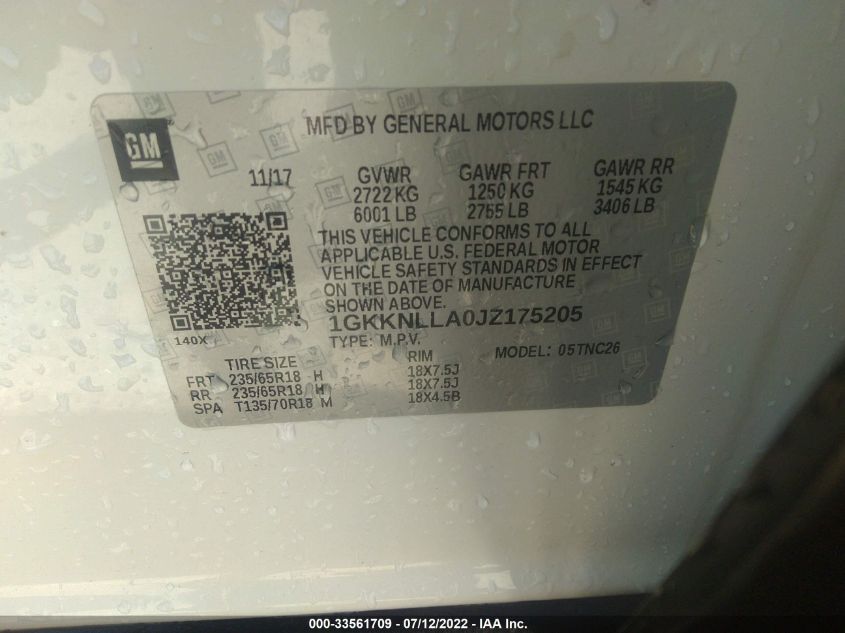 GM
MFD BY GENERAL MOTORS LLC
11/17 GVWR GAWR FRT GAWR RR
2722 KG 1250 KG 1545 KG
6001 LB 2755 LB 3406 LB
THIS VEHICLE CONFORMS TO ALL
APPLICABLE U.S. FEDERAL MOTOR
VEHICLE SAFETY STANDARDS IN EFFECT
ON THE DATE OF MANUFACTURE
SHOWN ABOVE.
1GKKNLLA0JZ175205
140X TYPE: M.P.V. MODEL: 05TNC26
TIRE SIZE RIM
FRT 235/65R18 H 18X7.5J
RR 235/65R18 H 18X7.5J
SPA T135/70R18 M 18X4.5B
000-33561709 - 07/12/2022 - IAA Inc.